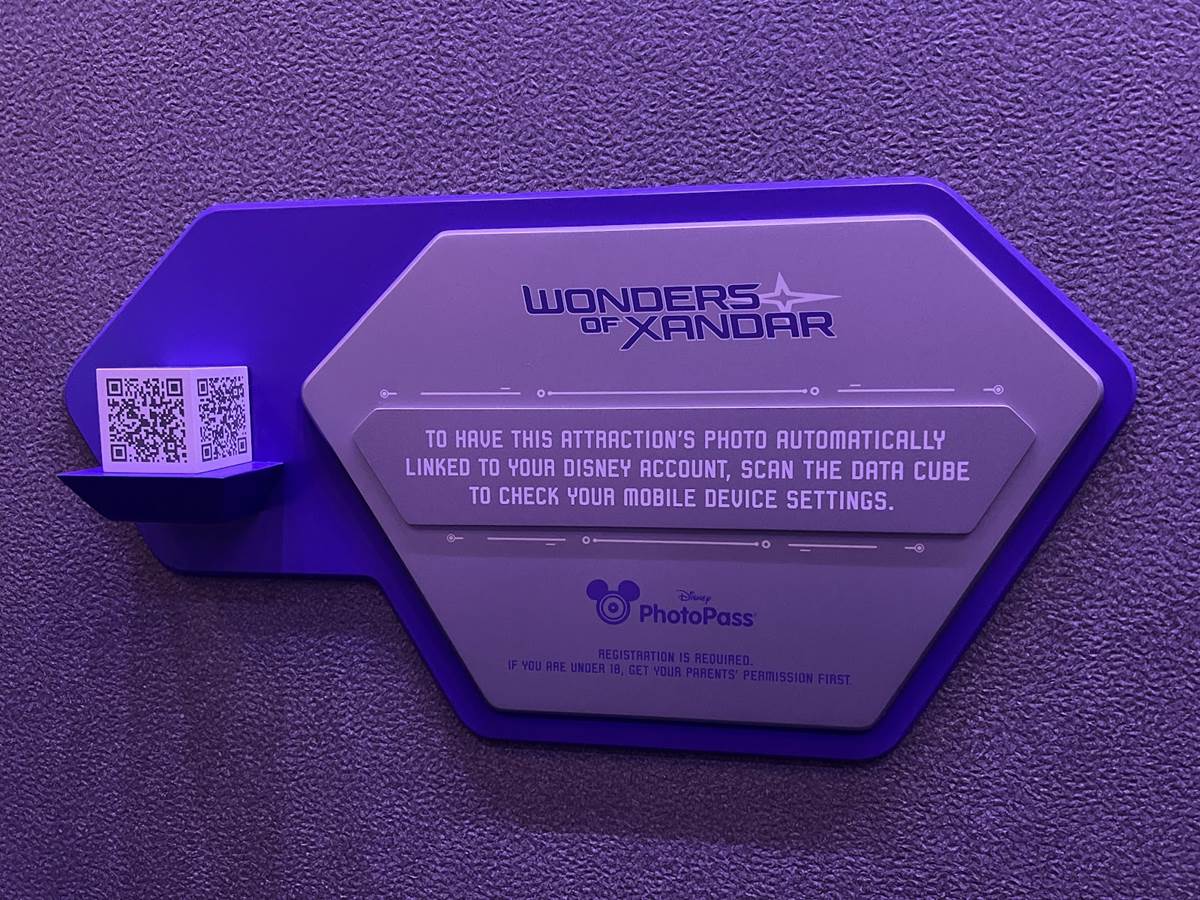 WONDERS
OF XANDAR
TO HAVE THIS ATTRACTION'S PHOTO AUTOMATICALLY
LINKED TO YOUR DISNEY ACCOUNT, SCAN THE DATA CUBE
TO CHECK YOUR MOBILE DEVICE SETTINGS.
Disney
PhotoPass
REGISTRATION IS REQUIRED.
IF YOU ARE UNDER 18, GET YOUR PARENTS' PERMISSION FIRST.